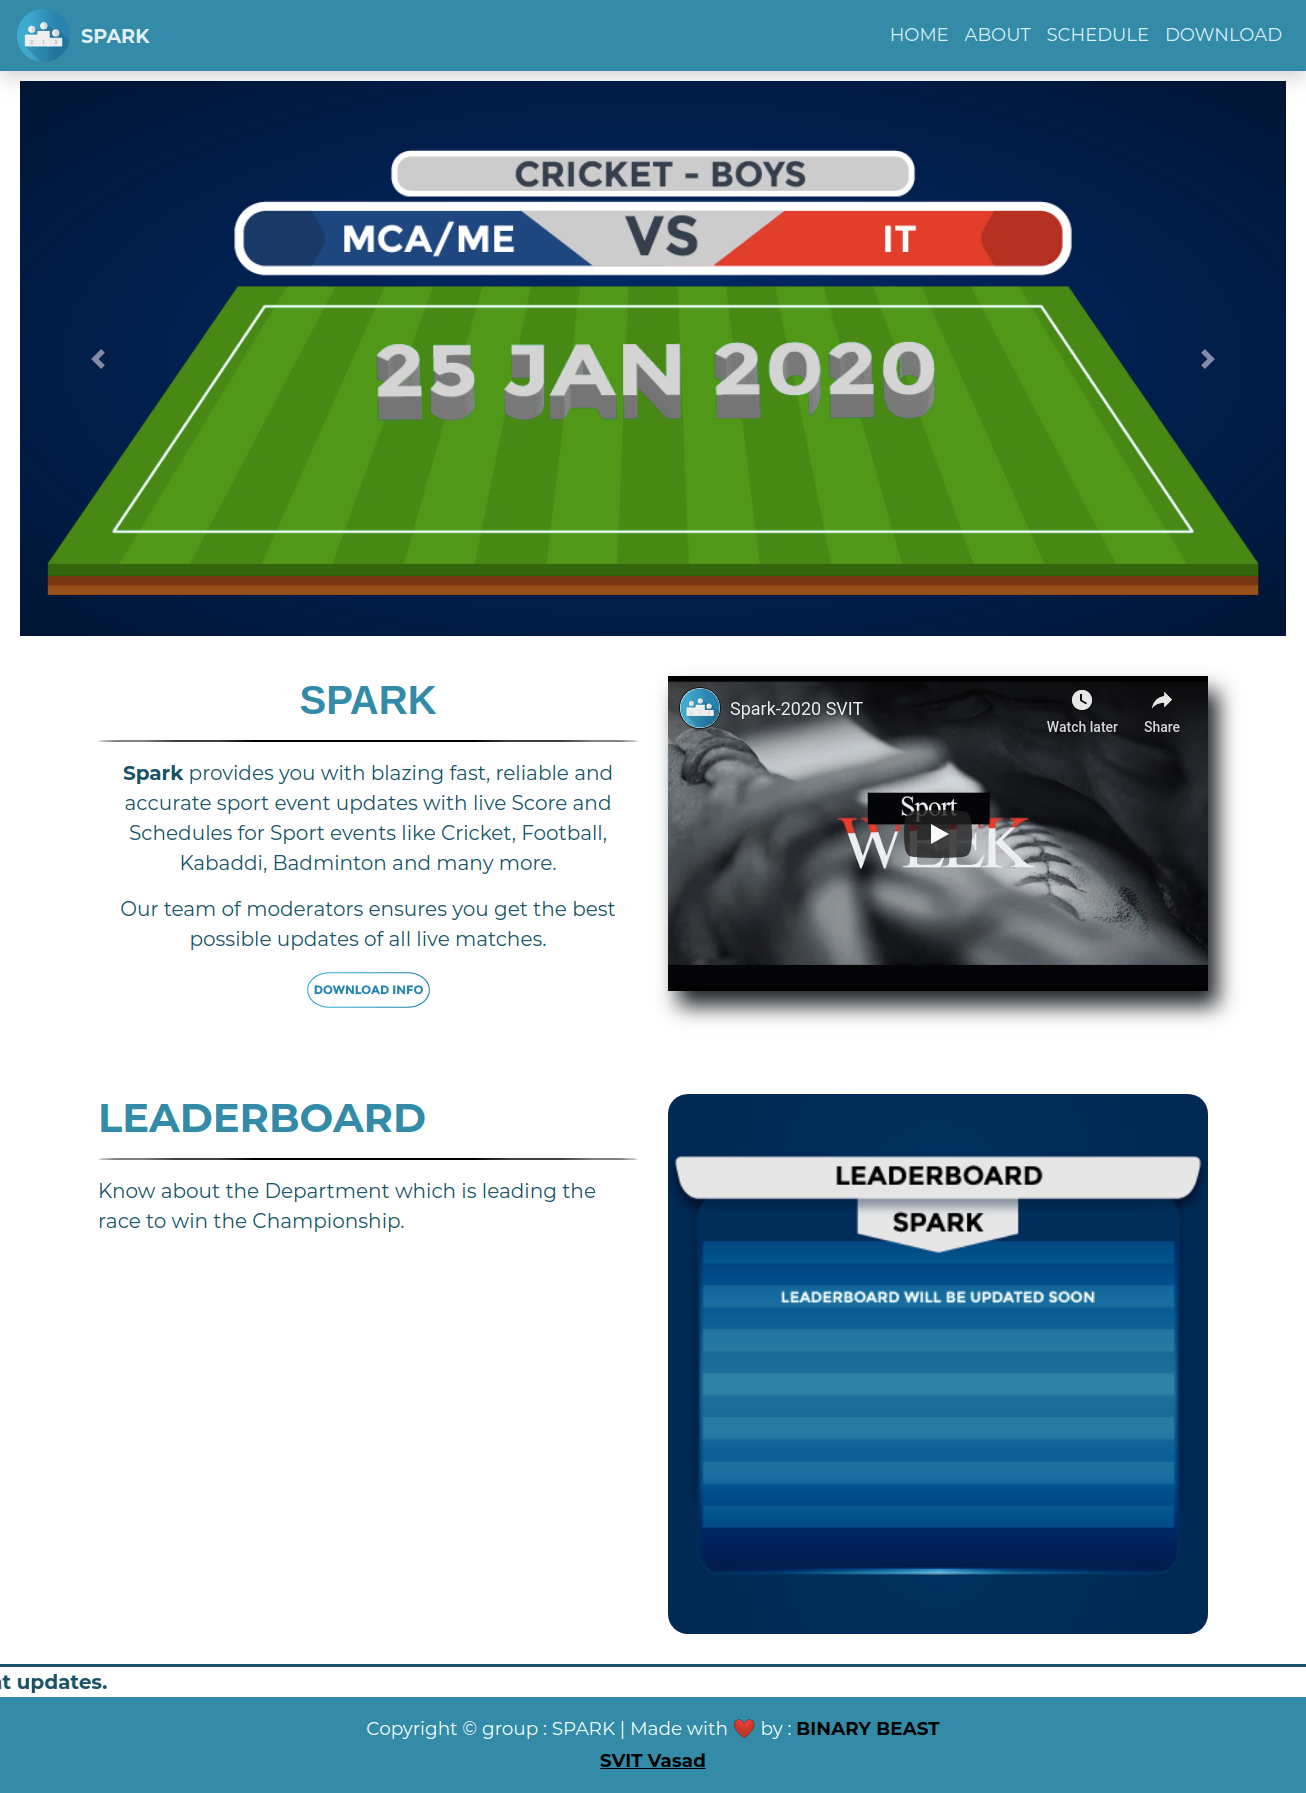 SPARK
HOME ABOUT SCHEDULE DOWNLOAD
CRICKET - BOYS
MCA/ME VS IT
25 JAN 2020
SPARK
Spark provides you with blazing fast, reliable and
accurate sport event updates with live Score and
Schedules for Sport events like Cricket, Football,
Kabaddi, Badminton and many more.
Our team of moderators ensures you get the best
possible updates of all live matches.
DOWNLOAD INFO
Spark-2020 SVIT
Watch later
Share
Sport
WEEK
LEADERBOARD
Know about the Department which is leading the
race to win the Championship.
LEADERBOARD
SPARK
LEADERBOARD WILL BE UPDATED SOON
updates.
Copyright © group : SPARK | Made with ❤️ by : BINARY BEAST
SVIT Vasad